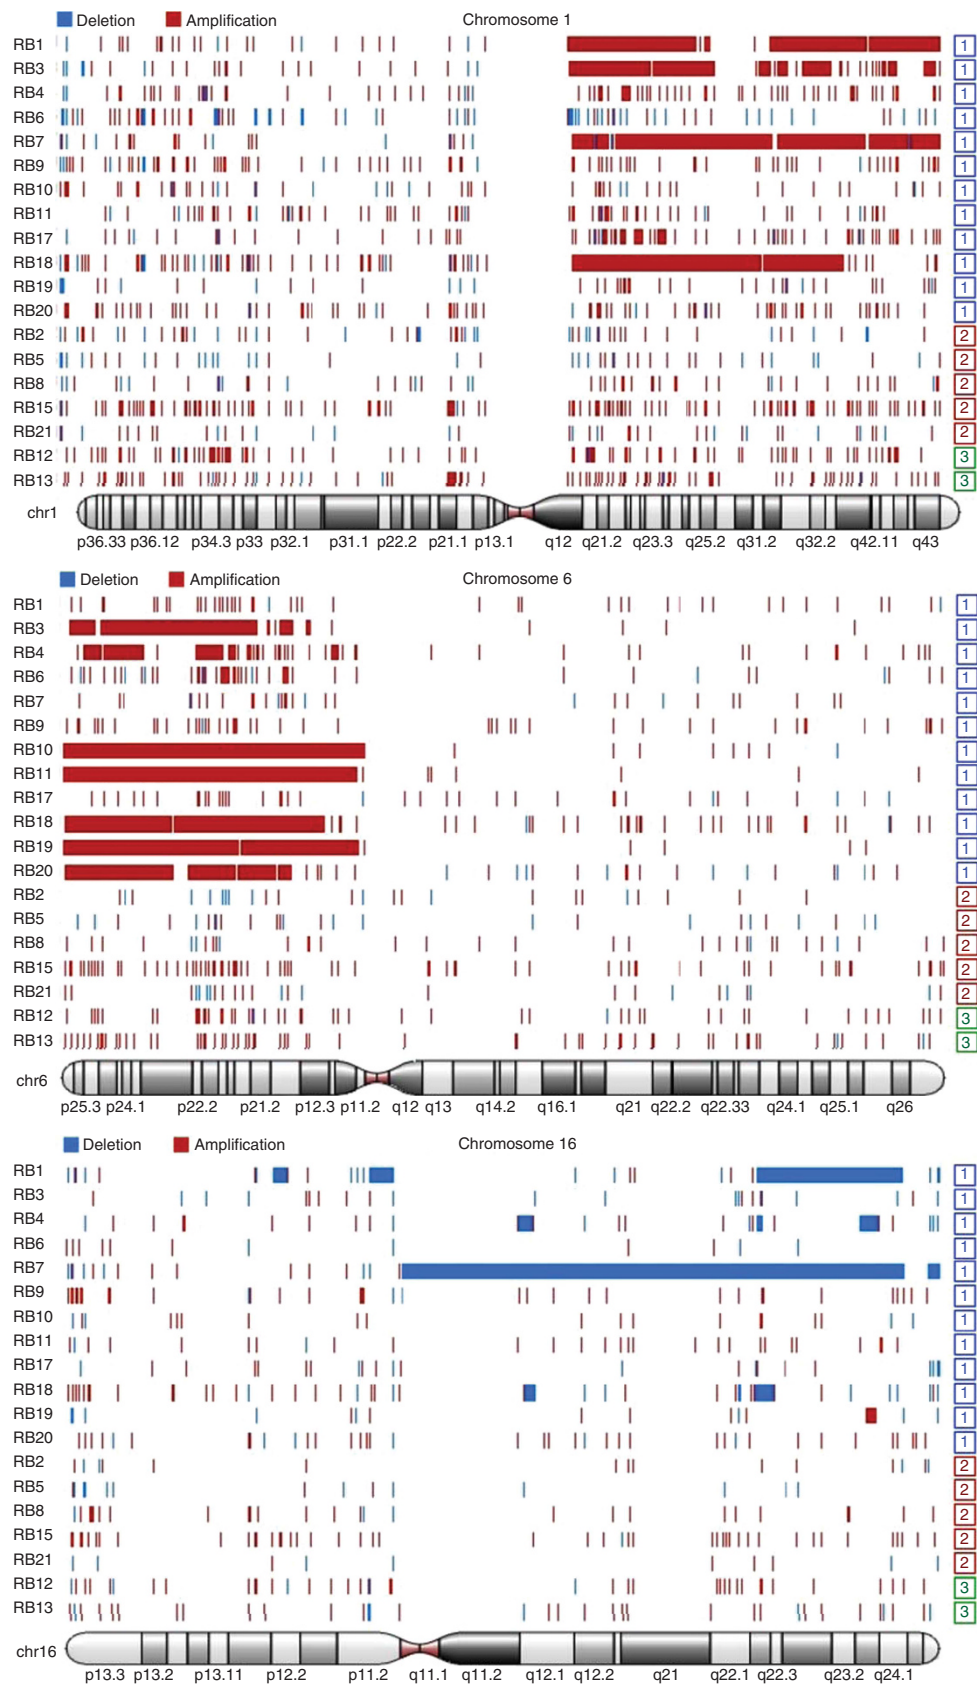 Deletion Amplification Chromosome 1
RB1 1
RB3 1
RB4 1
RB6 1
RB7 1
RB9 1
RB10 1
RB11 1
RB17 1
RB18 1
RB19 1
RB20 1
RB2 2
RB5 2
RB8 2
RB15 2
RB21 2
RB12 3
RB13 3
chr1
p36.33 p36.12 p34.3 p33 p32.1 p31.1 p22.2 p21.1 p13.1 q12 q21.2 q23.3 q25.2 q31.2 q32.2 q42.11 q43
Deletion Amplification Chromosome 6
RB1 1
RB3 1
RB4 1
RB6 1
RB7 1
RB9 1
RB10 1
RB11 1
RB17 1
RB18 1
RB19 1
RB20 1
RB2 2
RB5 2
RB8 2
RB15 2
RB21 2
RB12 3
RB13 3
chr6
p25.3 p24.1 p22.2 p21.2 p12.3 p11.2 q12 q13 q14.2 q16.1 q21 q22.2 q22.33 q24.1 q25.1 q26
Deletion Amplification Chromosome 16
RB1 1
RB3 1
RB4 1
RB6 1
RB7 1
RB9 1
RB10 1
RB11 1
RB17 1
RB18 1
RB19 1
RB20 1
RB2 2
RB5 2
RB8 2
RB15 2
RB21 2
RB12 3
RB13 3
chr16
p13.3 p13.2 p13.11 p12.2 p11.2 q11.1 q11.2 q12.1 q12.2 q21 q22.1 q22.3 q23.2 q24.1